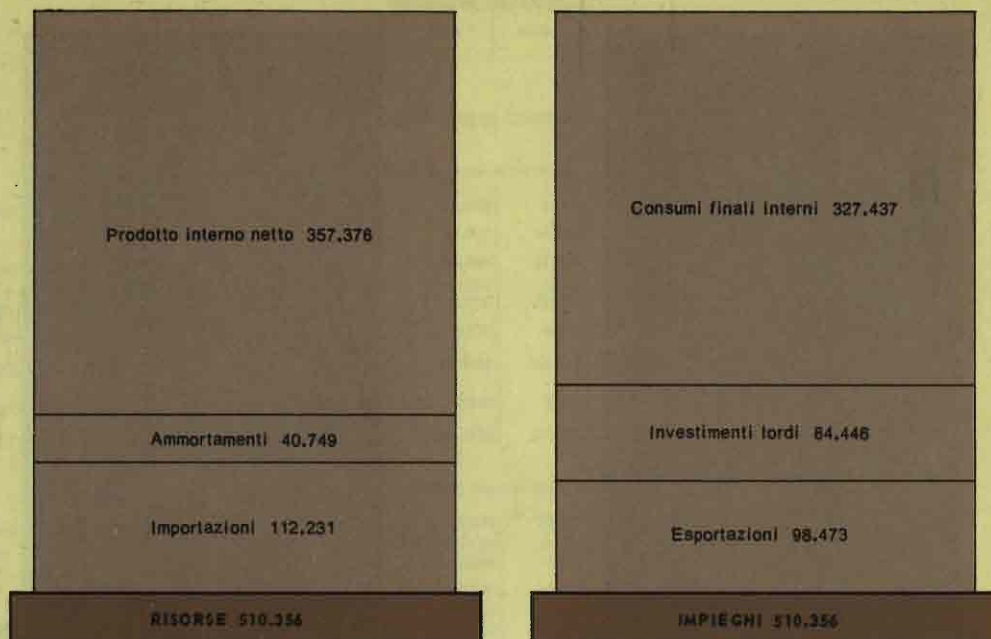 Prodotto interno netto 357.376
Ammortamenti 40.749
Importazioni 112.231
RISORSE 510.356
Consumi finali interni 327.437
Investimenti lordi 84.446
Esportazioni 98.473
IMPIEGHI 510.356